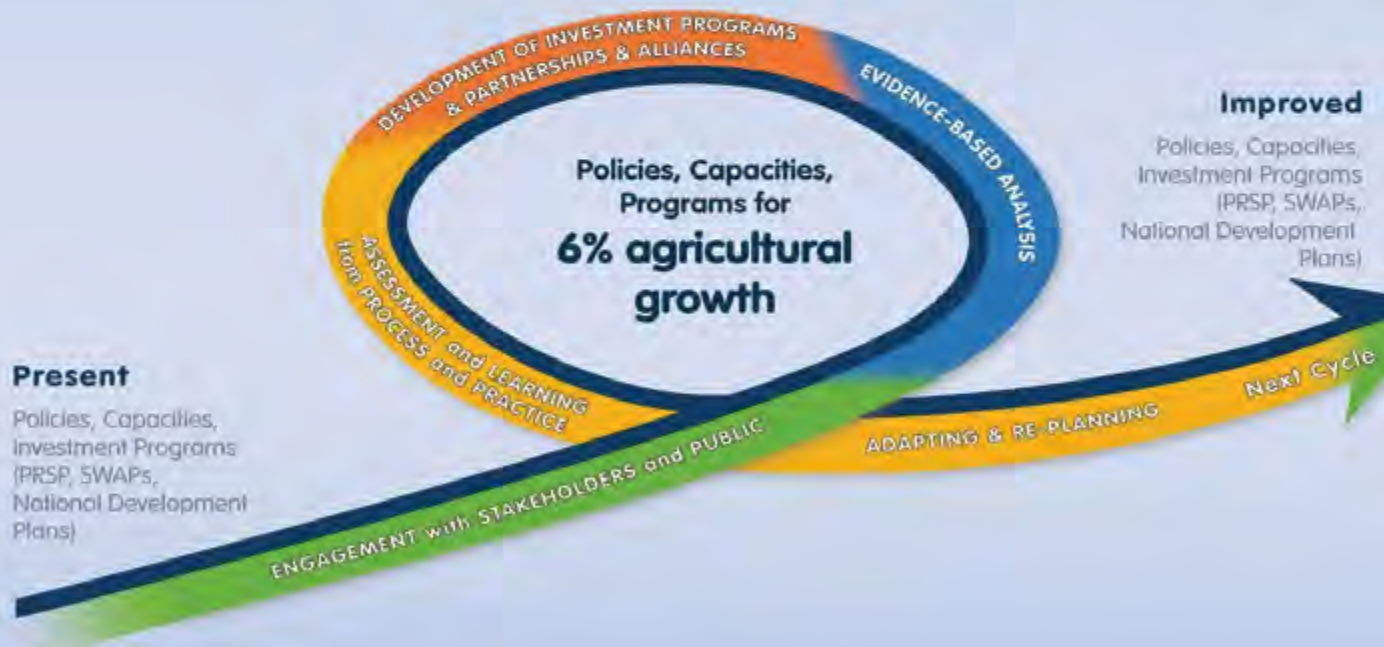 DEVELOPMENT OF INVESTMENT PROGRAMS
& PARTNERSHIPS & ALLIANCES
EVIDENCE-BASED ANALYSIS
Policies, Capacities,
Programs for
6% agricultural
growth
ASSESSMENT and LEARNING
from PROCESS and PRACTICE
Improved
Policies, Capacities,
Investment Programs
(PRSP, SWAPs,
National Development
Plans)
Present
Policies, Capacities,
Investment Programs
(PRSP, SWAPs,
National Development
Plans)
ENGAGEMENT with STAKEHOLDERS and PUBLIC
ADAPTING & RE-PLANNING
Next Cycle